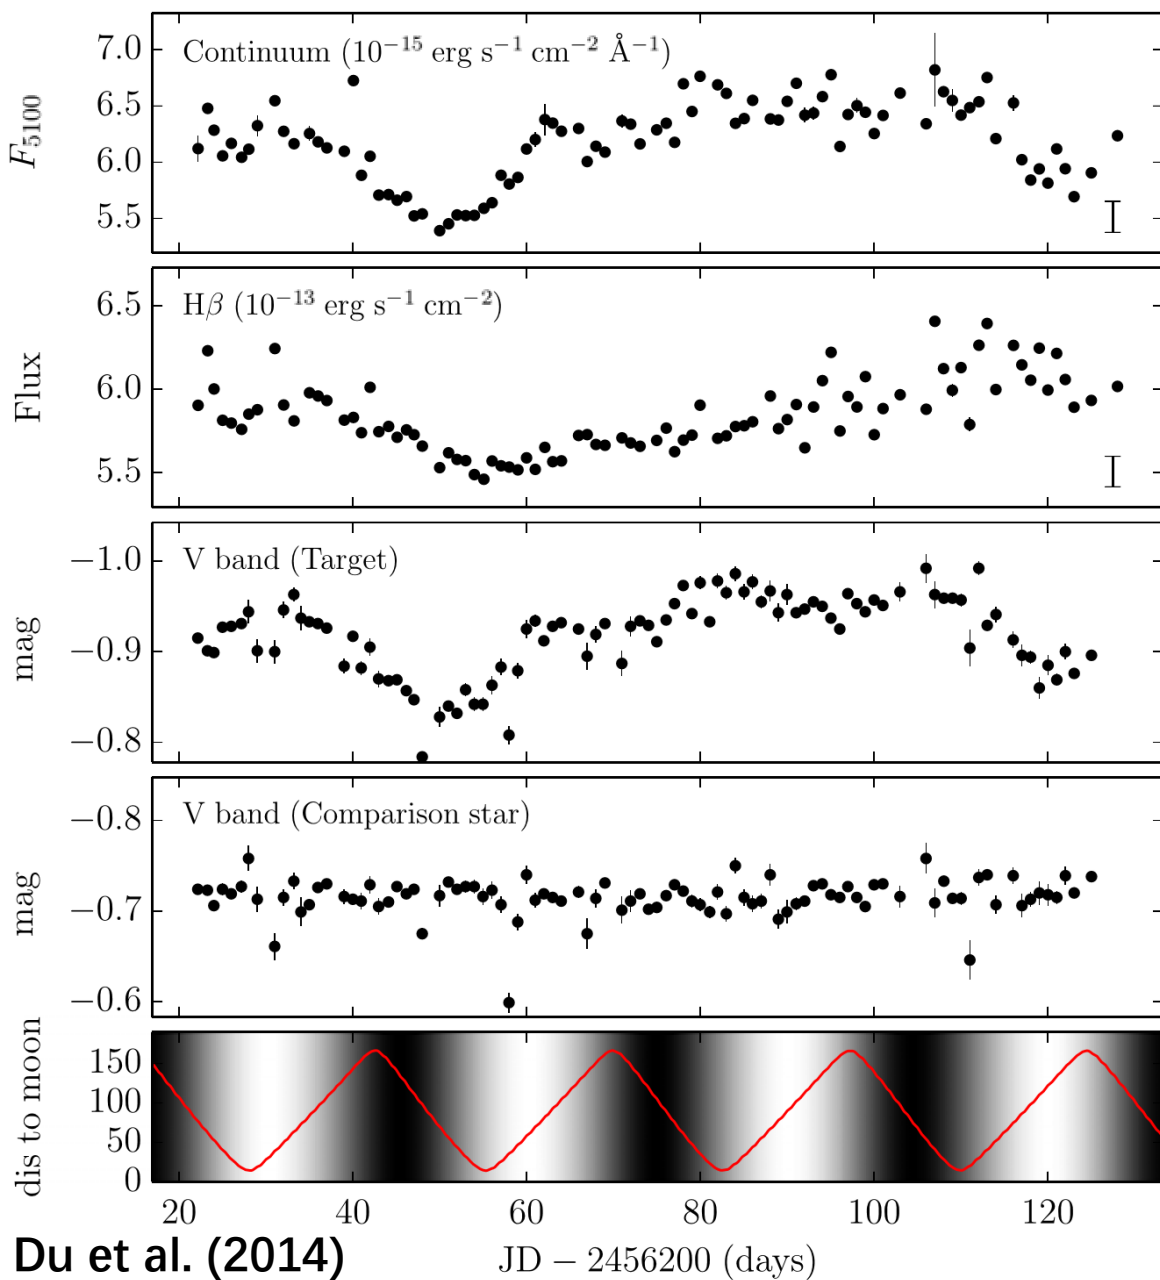 Continuum (10⁻¹⁵ erg s⁻¹ cm⁻² Å⁻¹)
F₅₁₀₀
7.0
6.5
6.0
5.5
Hβ (10⁻¹³ erg s⁻¹ cm⁻²)
Flux
6.5
6.0
5.5
V band (Target)
mag
−1.0
−0.9
−0.8
V band (Comparison star)
mag
−0.8
−0.7
−0.6
dis to moon
150
100
50
0
20 40 60 80 100 120
JD − 2456200 (days)
Du et al. (2014)